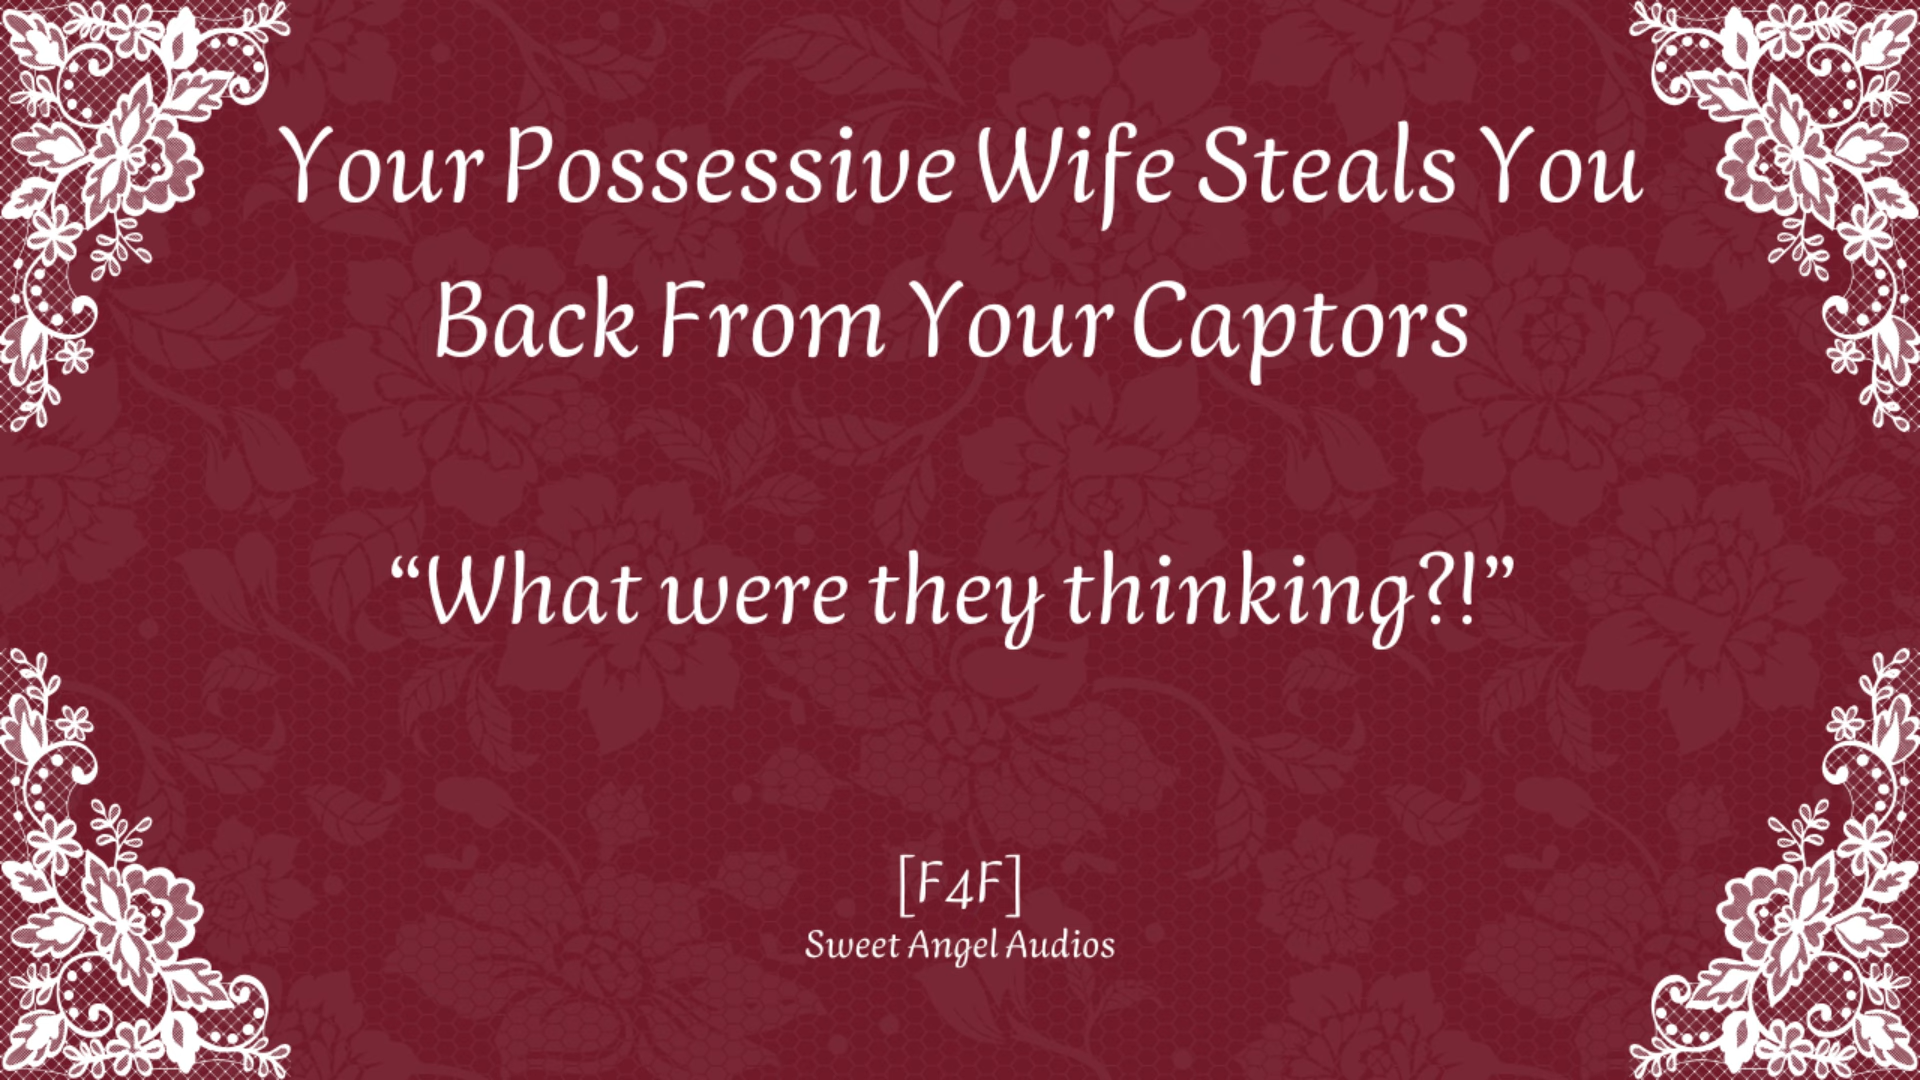 Your Possessive Wife Steals You
Back From Your Captors
“What were they thinking?!”
[F4F]
Sweet Angel Audios